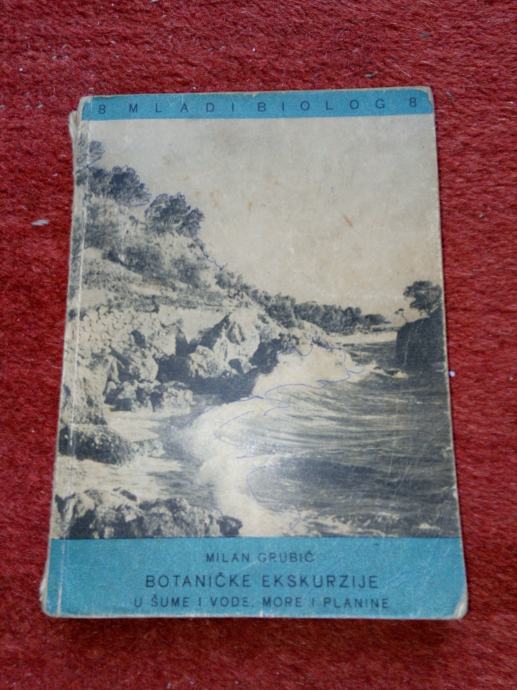 8 MLADI BIOLOG 8
MILAN GRUBIĆ
BOTANIČKE EKSKURZIJE
U ŠUME I VODE, MORE I PLANINE